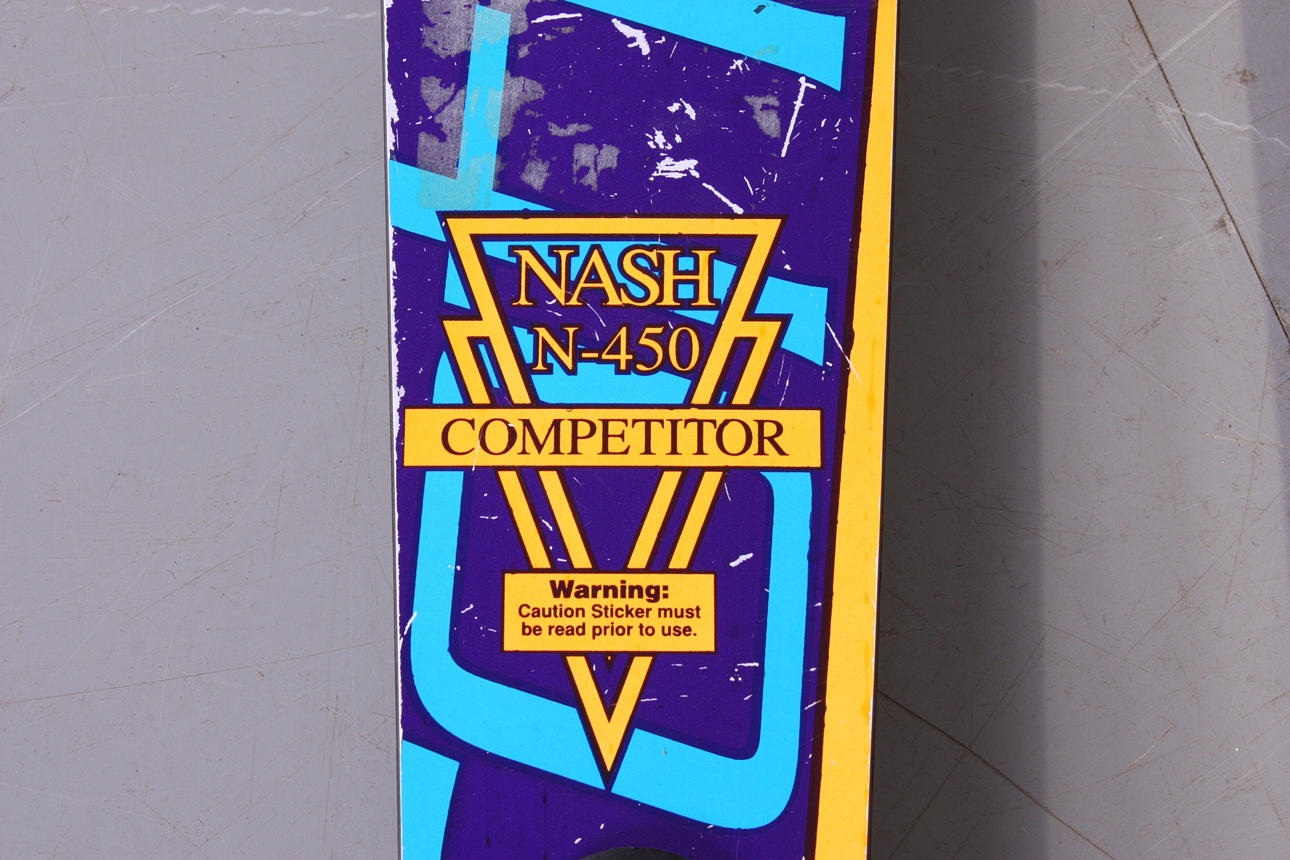 NASH
N-450
COMPETITOR
Warning:
Caution Sticker must
be read prior to use.